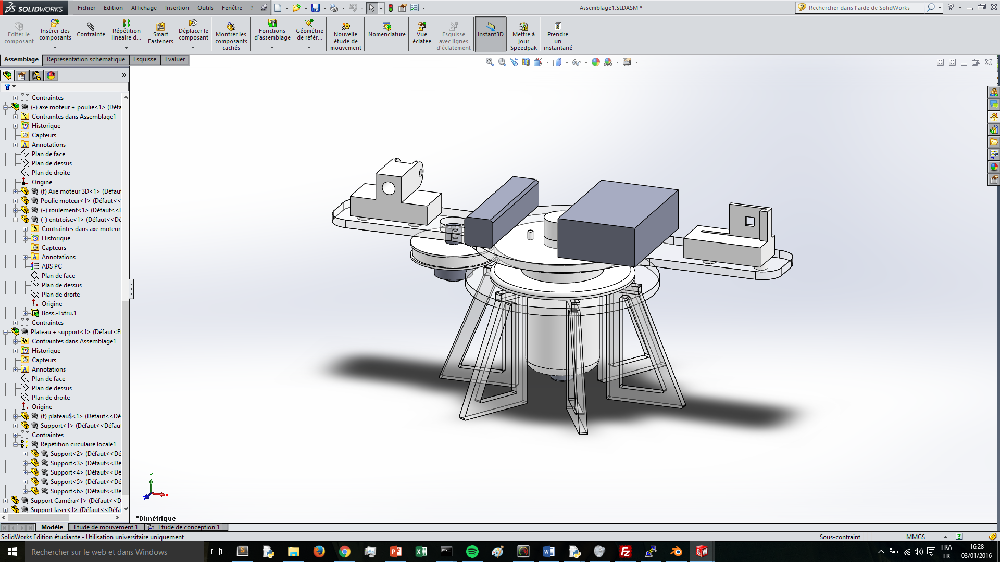 SOLIDWORKS
Fichier Edition Affichage Insertion Outils Fenêtre ?
Assemblage1.SLDASM *
Rechercher dans l'aide de SolidWorks
Editer le composant
Insérer des composants
Contrainte
Répétition linéaire d...
Smart Fasteners
Déplacer le composant
Montrer les composants cachés
Fonctions d'assemblage
Géométrie de référ...
Nouvelle étude de mouvement
Nomenclature
Vue éclatée
Esquisse avec lignes d'éclatement
Instant3D
Mettre à jour Speedpak
Prendre un instantané
Assemblage Représentation schématique Esquisse Evaluer
Contraintes
(-) axe moteur + poulie<1> (Défa
Contraintes dans Assemblage1
Historique
Capteurs
Annotations
Plan de face
Plan de dessus
Plan de droite
Origine
(f) Axe moteur 3D<1> (Défaut
Poulie moteur<1> (Défaut<<
(-) roulement<1> (Défaut<<D
(-) entrtoise<1> (Défaut<<Dé
Contraintes dans axe moteur
Historique
Capteurs
Annotations
ABS PC
Plan de face
Plan de dessus
Plan de droite
Origine
Boss.-Extru.1
Contraintes
Plateau + support<1> (Défaut<Et
Contraintes dans Assemblage1
Historique
Capteurs
Annotations
Plan de face
Plan de dessus
Plan de droite
Origine
(f) plateau$<1> (Défaut<<Dé
Support<1> (Défaut<<Défaut
Contraintes
Répétition circulaire locale1
Support<2> (Défaut<<Dé
Support<3> (Défaut<<Dé
Support<4> (Défaut<<Dé
Support<5> (Défaut<<Dé
Support<6> (Défaut<<Dé
Support Caméra<1> (Défaut<<D
Support laser<1> (Défaut<<Défa
Y
X
Z
*Dimétrique
Modèle Etude de mouvement 1 Etude de conception 1
SolidWorks Edition étudiante - Utilisation universitaire uniquement
Sous-contraint MMGS
Rechercher sur le web et dans Windows
FRA
FR
16:28
03/01/2016